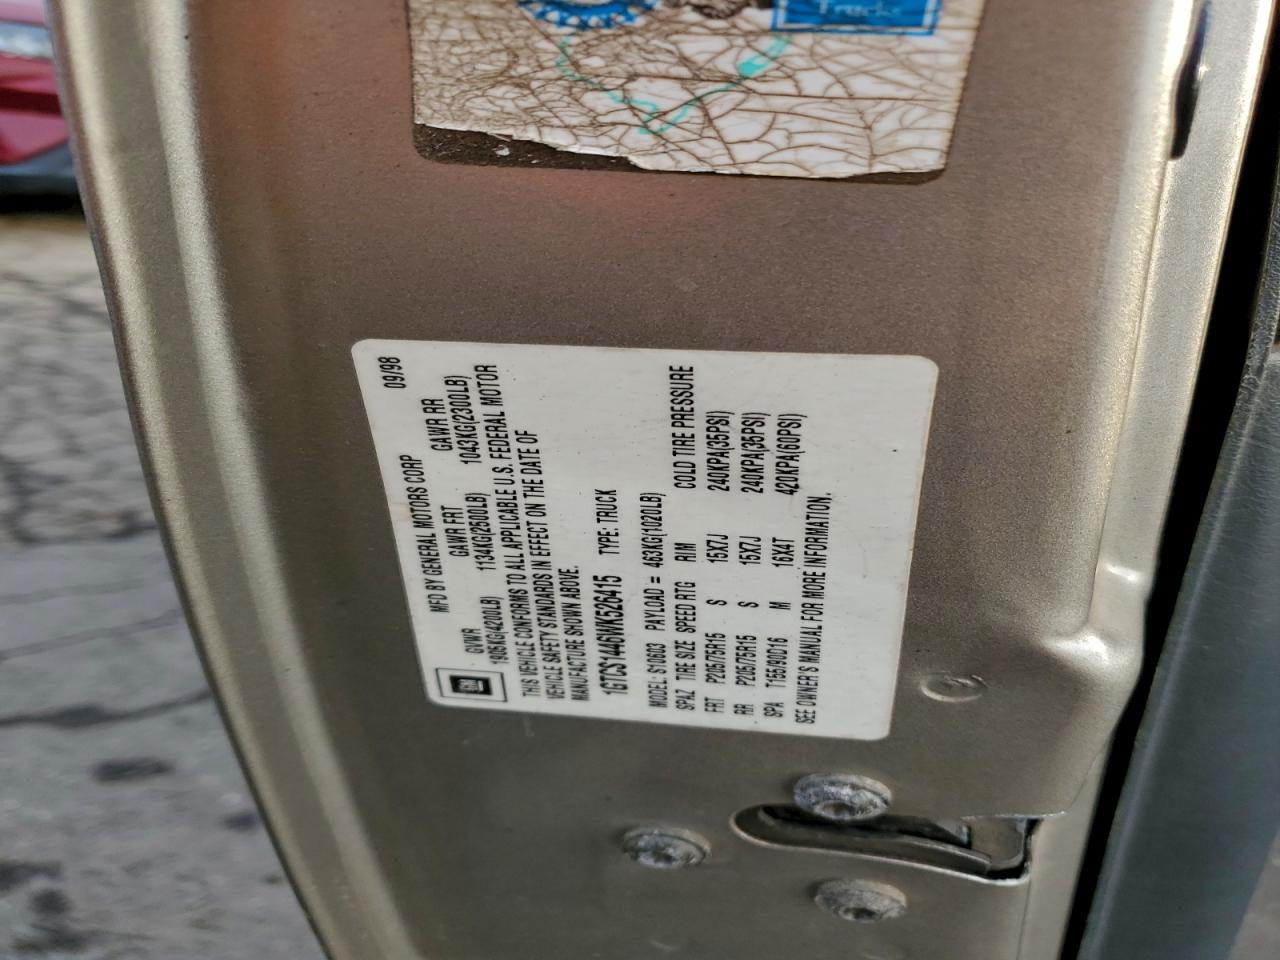 Truck
MFD BY GENERAL MOTORS CORP 09/98
GVWR GAWR FRT GAWR RR
1905KG(4200LB) 1134KG(2500LB) 1043KG(2300LB)
THIS VEHICLE CONFORMS TO ALL APPLICABLE U.S. FEDERAL MOTOR
VEHICLE SAFETY STANDARDS IN EFFECT ON THE DATE OF
MANUFACTURE SHOWN ABOVE.
1GTCS1446WK526415 TYPE: TRUCK
MODEL: S10603 PAYLOAD = 463KG(1020LB)
SPAZ TIRE SIZE SPEED RTG RIM COLD TIRE PRESSURE
FRT P205/75R15 S 15X7J 240KPA(35PSI)
RR P205/75R15 S 15X7J 240KPA(35PSI)
SPA T155/90D16 M 16X4T 420KPA(60PSI)
SEE OWNER'S MANUAL FOR MORE INFORMATION.